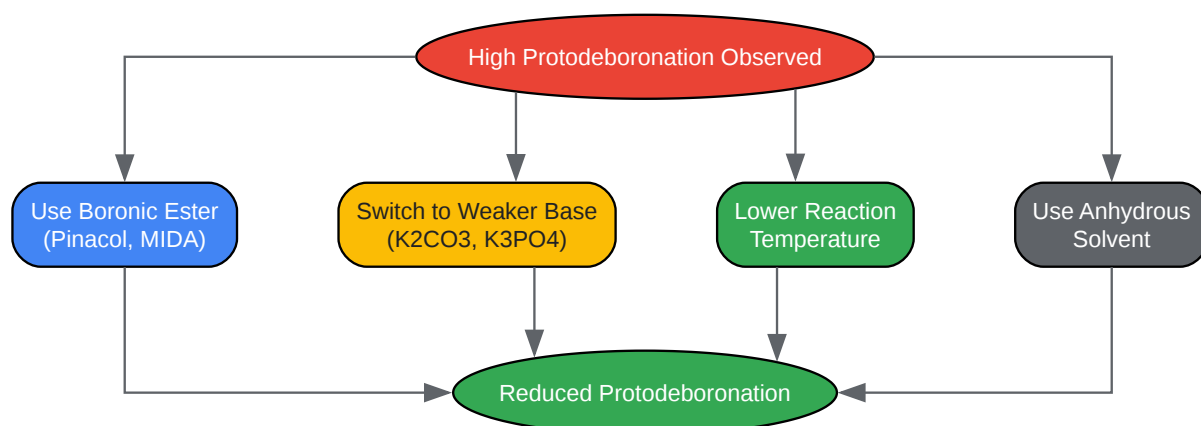 High Protodeboronation Observed
Use Boronic Ester
(Pinacol, MIDA)
Switch to Weaker Base
(K2CO3, K3PO4)
Lower Reaction
Temperature
Use Anhydrous
Solvent
Reduced Protodeboronation